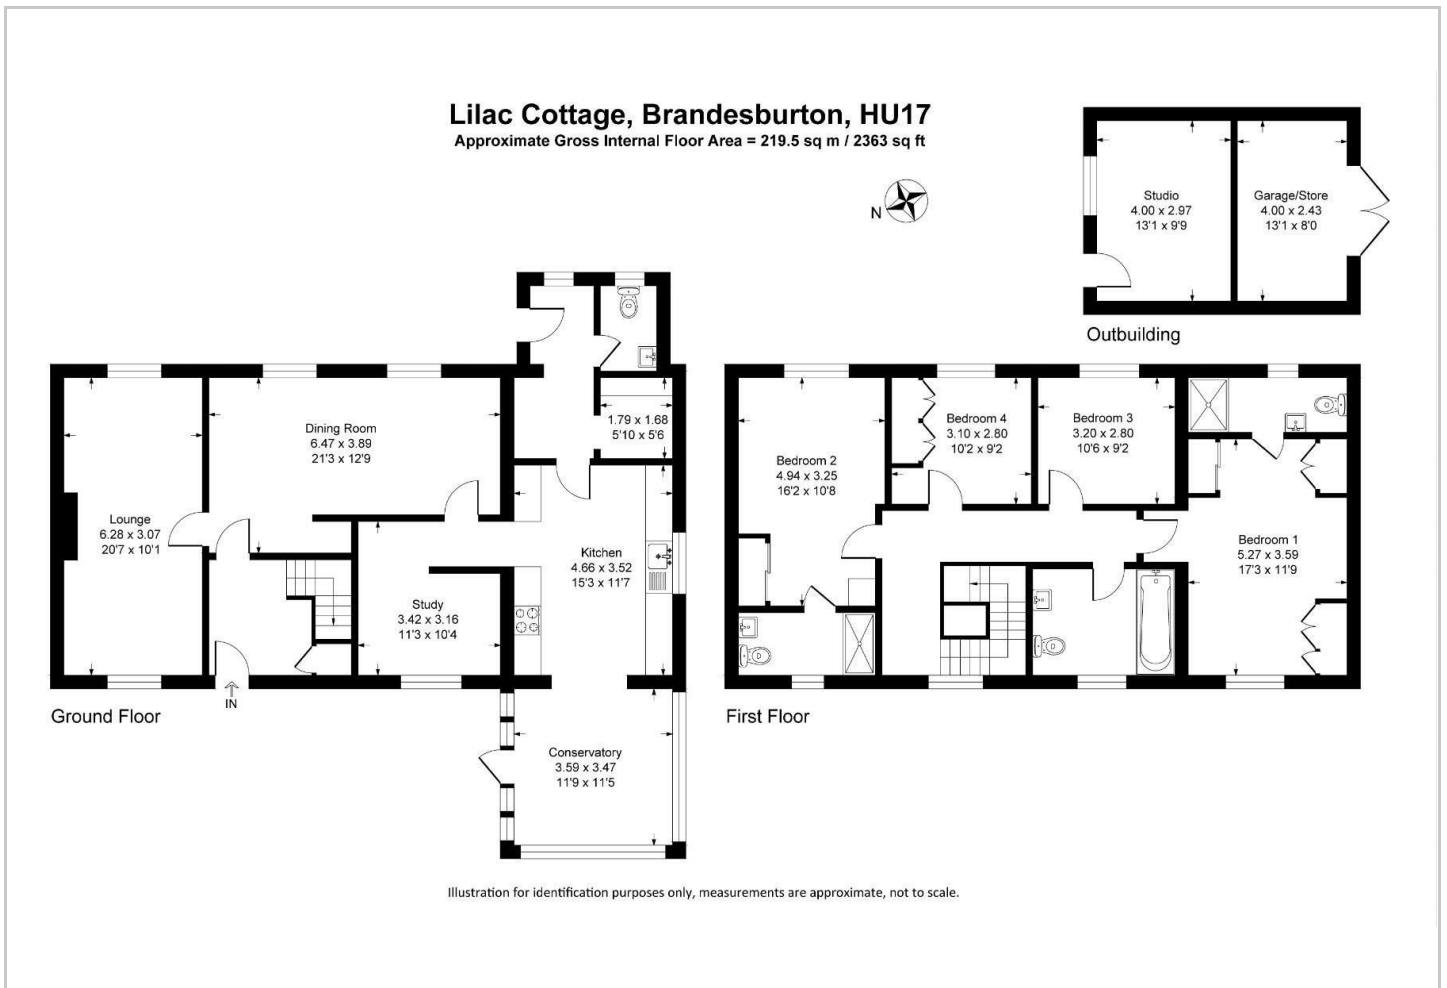 Lilac Cottage, Brandesburton, HU17
Approximate Gross Internal Floor Area = 219.5 sq m / 2363 sq ft
N
Studio
4.00 x 2.97
13'1 x 9'9
Garage/Store
4.00 x 2.43
13'1 x 8'0
Outbuilding
Dining Room
6.47 x 3.89
21'3 x 12'9
1.79 x 1.68
5'10 x 5'6
Lounge
6.28 x 3.07
20'7 x 10'1
Kitchen
4.66 x 3.52
15'3 x 11'7
Study
3.42 x 3.16
11'3 x 10'4
IN
Ground Floor
Conservatory
3.59 x 3.47
11'9 x 11'5
Bedroom 4
3.10 x 2.80
10'2 x 9'2
Bedroom 3
3.20 x 2.80
10'6 x 9'2
Bedroom 2
4.94 x 3.25
16'2 x 10'8
Bedroom 1
5.27 x 3.59
17'3 x 11'9
First Floor
Illustration for identification purposes only, measurements are approximate, not to scale.